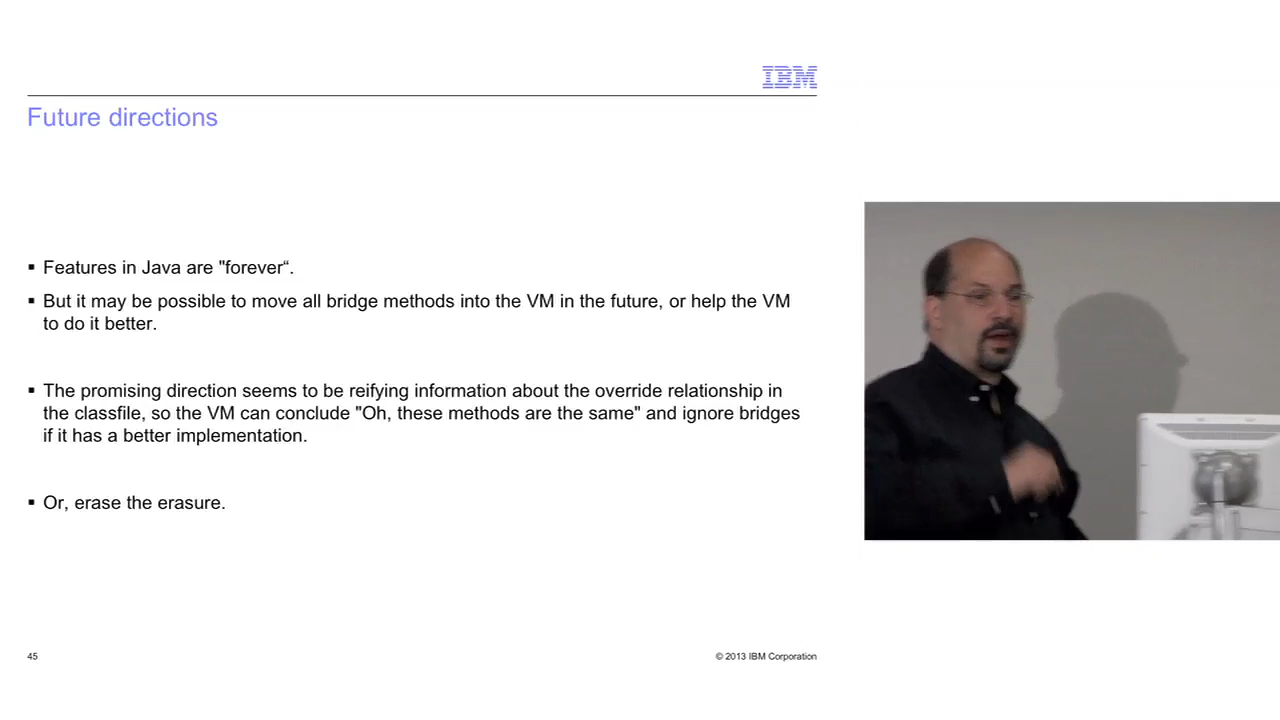 IBM
Future directions
▪ Features in Java are "forever“.
▪ But it may be possible to move all bridge methods into the VM in the future, or help the VM
to do it better.
▪ The promising direction seems to be reifying information about the override relationship in
the classfile, so the VM can conclude "Oh, these methods are the same" and ignore bridges
if it has a better implementation.
▪ Or, erase the erasure.
45
© 2013 IBM Corporation